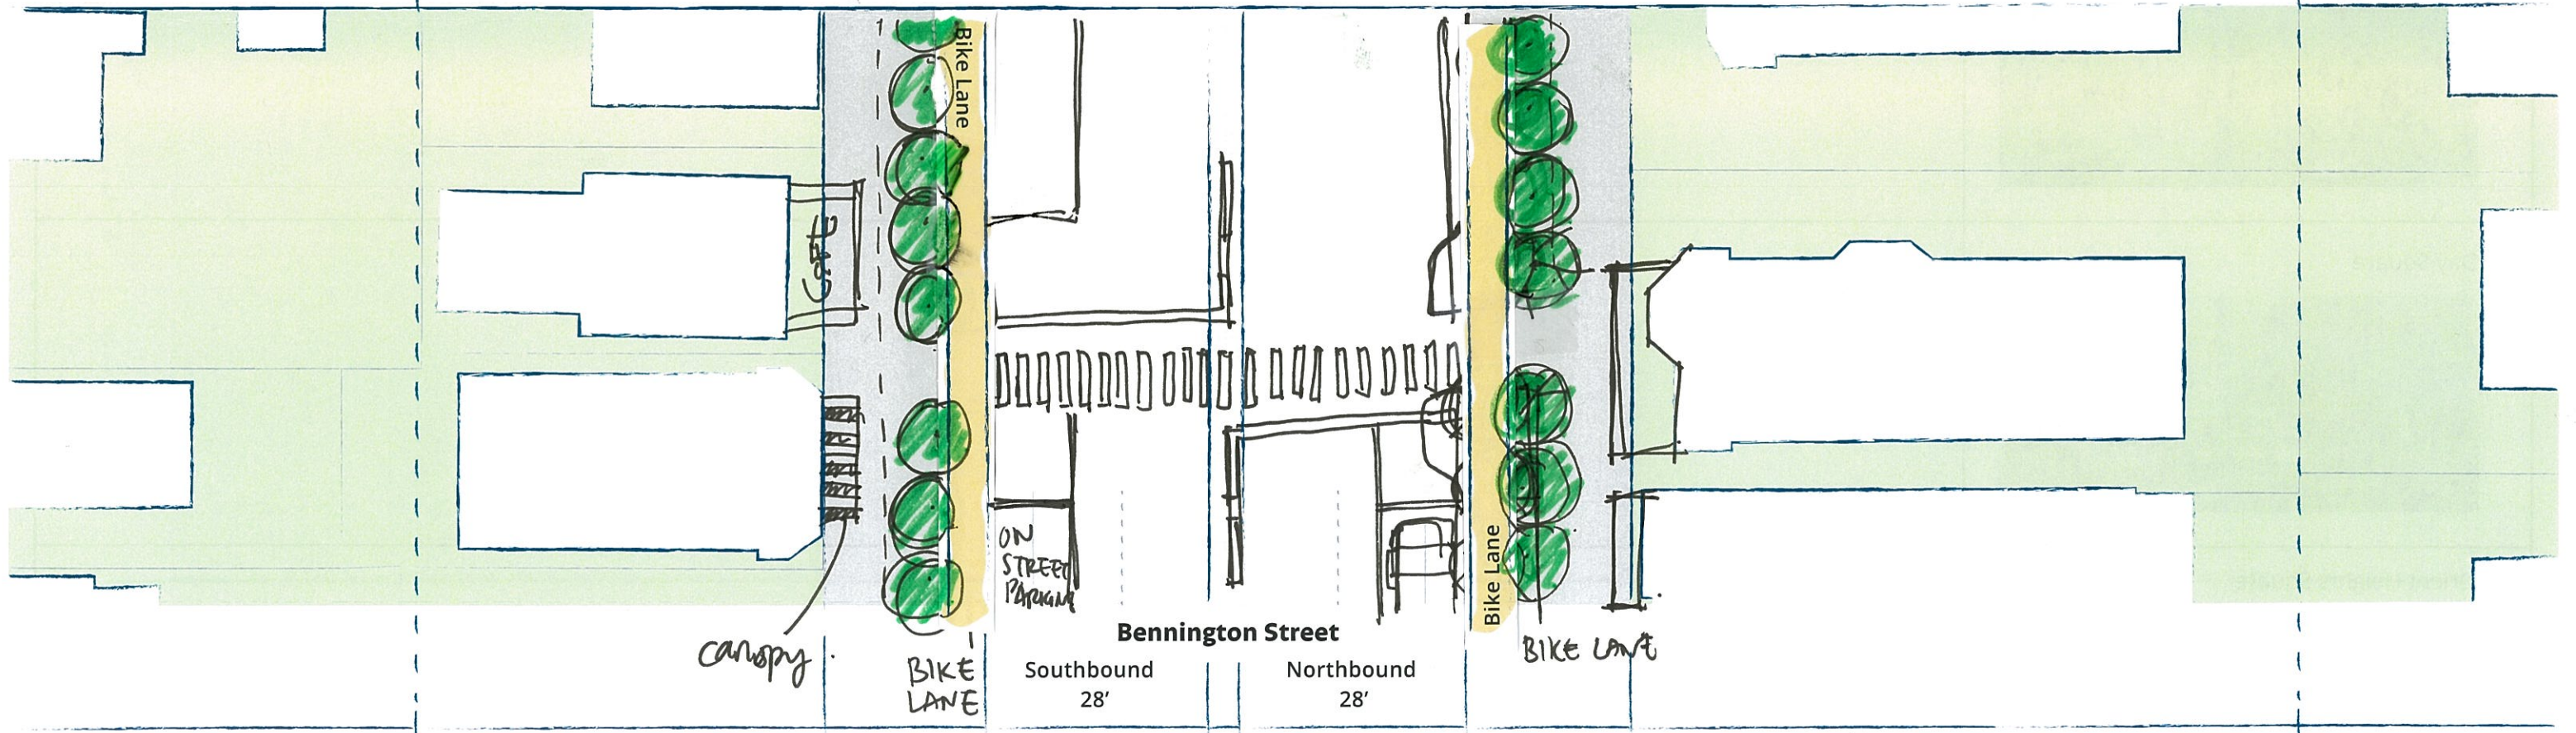 Bike Lane
CAFE
ON
STREET
PARKING
Bike Lane
Bennington Street
canopy.
BIKE
LANE
Southbound
28’
Northbound
28’
BIKE LANE